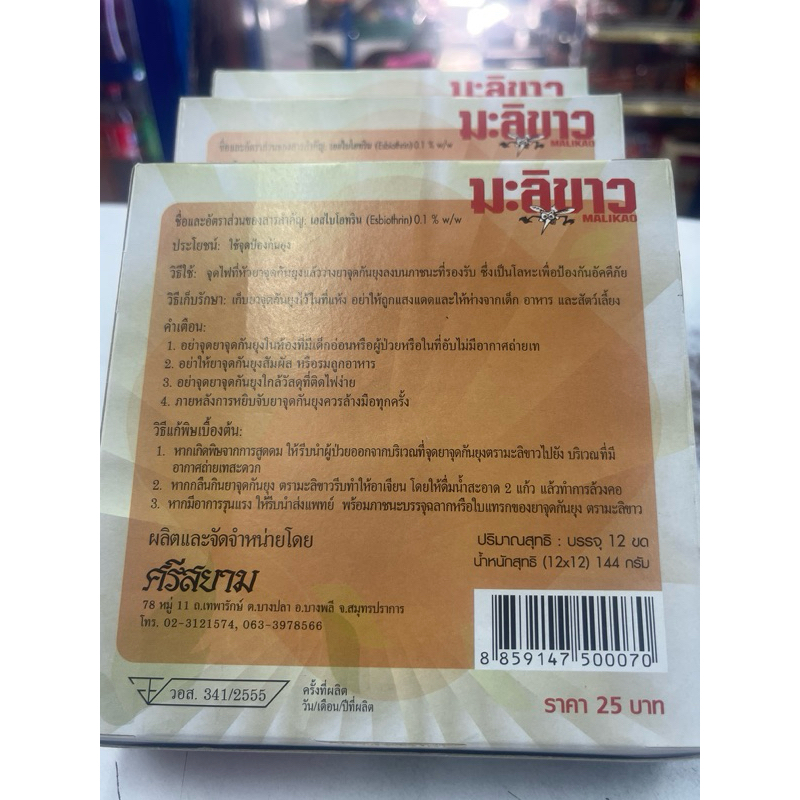 มะลิขาว
มะลิขาว
MALIKAO
ชื่อและอัตราส่วนของสารสำคัญ: เอสไบโอทริน (Esbiothrin) 0.1 % w/w
มะลิขาว
MALIKAO
ชื่อและอัตราส่วนของสารสำคัญ: เอสไบโอทริน (Esbiothrin) 0.1 % w/w
ประโยชน์: ใช้จุดป้องกันยุง
วิธีใช้: จุดไฟที่หัวยาจุดกันยุงแล้ววางยาจุดกันยุงลงบนภาชนะที่รองรับ ซึ่งเป็นโลหะเพื่อป้องกันอัคคีภัย
วิธีเก็บรักษา: เก็บยาจุดกันยุงไว้ในที่แห้ง อย่าให้ถูกแสงแดดและให้ห่างจากเด็ก อาหาร และสัตว์เลี้ยง
คำเตือน:
1. อย่าจุดยาจุดกันยุงในห้องที่มีเด็กอ่อนหรือผู้ป่วยหรือในที่อับไม่มีอากาศถ่ายเท
2. อย่าให้ยาจุดกันยุงสัมผัส หรือรมถูกอาหาร
3. อย่าจุดยาจุดกันยุงใกล้วัสดุที่ติดไฟง่าย
4. ภายหลังการหยิบจับยาจุดกันยุงควรล้างมือทุกครั้ง
วิธีแก้พิษเบื้องต้น:
1. หากเกิดพิษจากการสูดดม ให้รีบนำผู้ป่วยออกจากบริเวณที่จุดยาจุดกันยุงตรามะลิขาวไปยัง บริเวณที่มี
อากาศถ่ายเทสะดวก
2. หากกลืนกินยาจุดกันยุง ตรามะลิขาวรีบทำให้อาเจียน โดยให้ดื่มน้ำสะอาด 2 แก้ว แล้วทำการล้วงคอ
3. หากมีอาการรุนแรง ให้รีบนำส่งแพทย์ พร้อมภาชนะบรรจุฉลากหรือใบแทรกของยาจุดกันยุง ตรามะลิขาว
ผลิตและจัดจำหน่ายโดย
ศรีสยาม
78 หมู่ 11 ถ.เทพารักษ์ ต.บางปลา อ.บางพลี จ.สมุทรปราการ
โทร. 02-3121574, 063-3978566
ปริมาณสุทธิ : บรรจุ 12 ขด
น้ำหนักสุทธิ (12x12) 144 กรัม
8 859147 500070
วอส. 341/2555
ครั้งที่ผลิต
วัน/เดือน/ปีที่ผลิต
ราคา 25 บาท